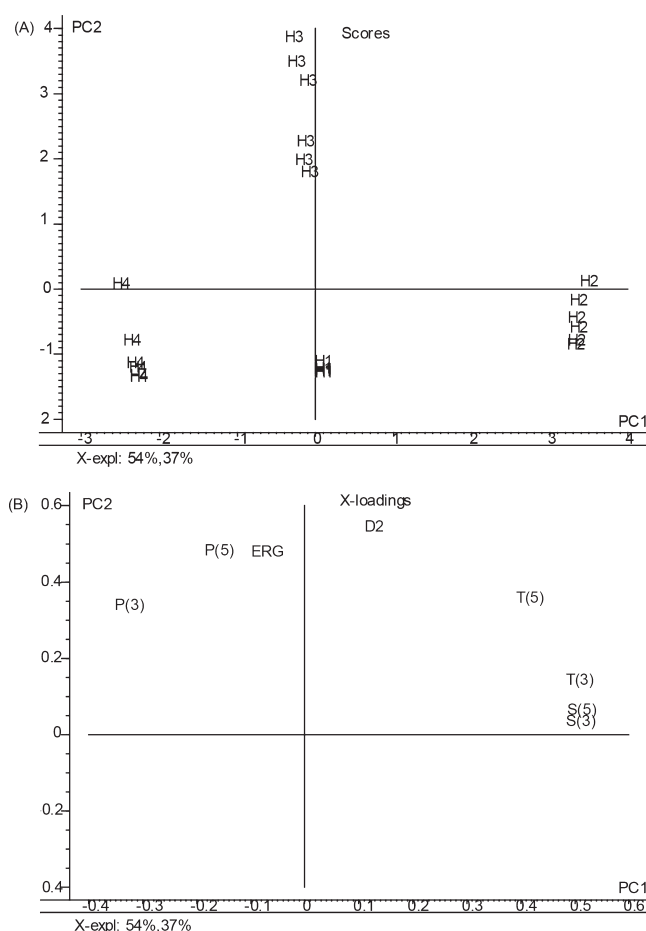 (A)
PC2
Scores
4
3
2
1
0
-1
2
H3
H3
H3
H3
H3
H3
H4
H2
H2
H2
H2
H2
H2
H4
H4
H4
H1
PC1
-3 -2 -1 0 1 2 3 4
X-expl: 54%,37%
(B)
PC2
X-loadings
0.6
0.4
0.2
0
0.2
0.4
D2
P(5) ERG
P(3)
T(5)
T(3)
S(5)
S(3)
PC1
-0.4 -0.3 -0.2 -0.1 0 0.1 0.2 0.3 0.4 0.5 0.6
X-expl: 54%,37%